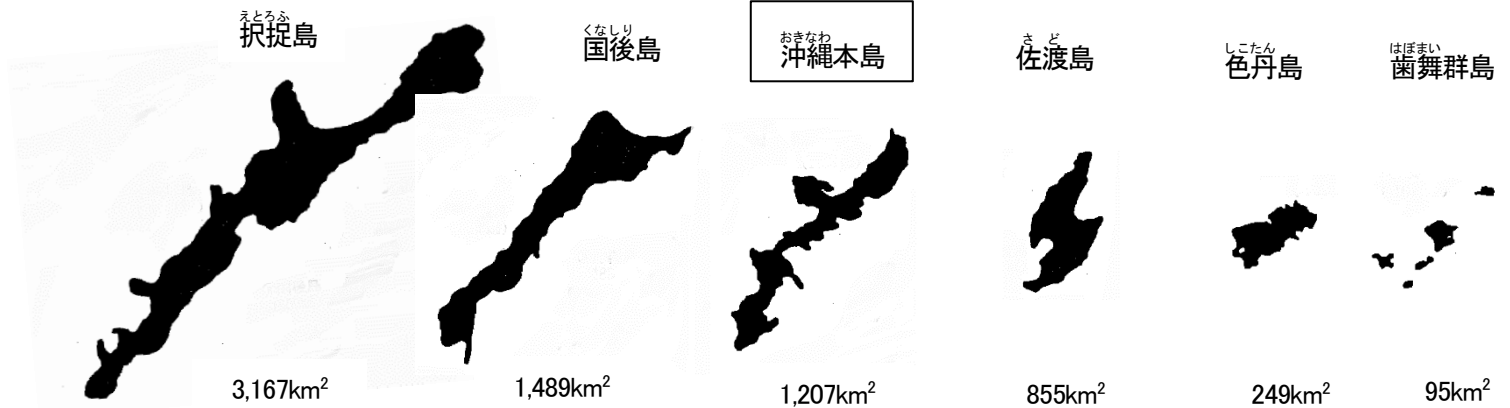 えとろふ
択捉島
くなしり
国後島
おきなわ
沖縄本島
さど
佐渡島
しこたん
色丹島
はぼまい
歯舞群島
3,167km²
1,489km²
1,207km²
855km²
249km²
95km²